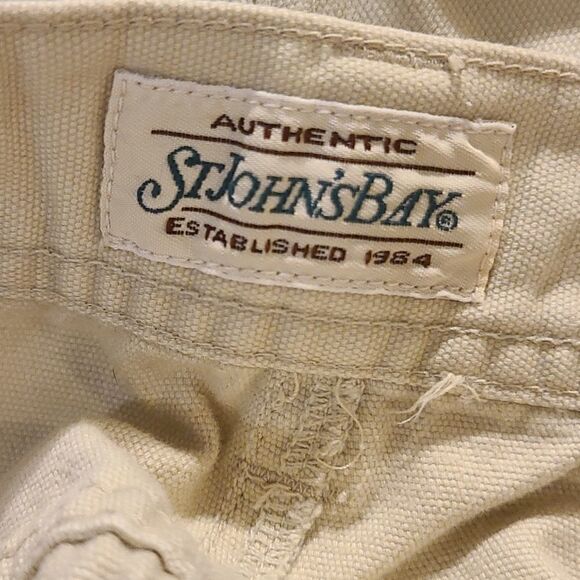 AUTHENTIC
ST JOHN'S BAY®
ESTABLISHED 1984